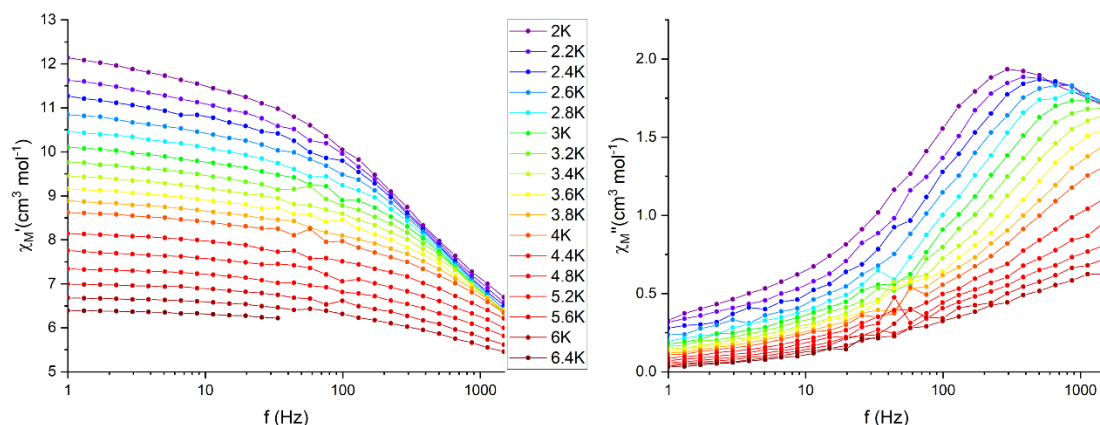 13
12
11
10
9
8
7
6
5
χM'(cm³ mol⁻¹)
1
10
100
1000
f (Hz)
2K
2.2K
2.4K
2.6K
2.8K
3K
3.2K
3.4K
3.6K
3.8K
4K
4.4K
4.8K
5.2K
5.6K
6K
6.4K
2.0
1.5
1.0
0.5
0.0
χM''(cm³ mol⁻¹)
1
10
100
1000
f (Hz)